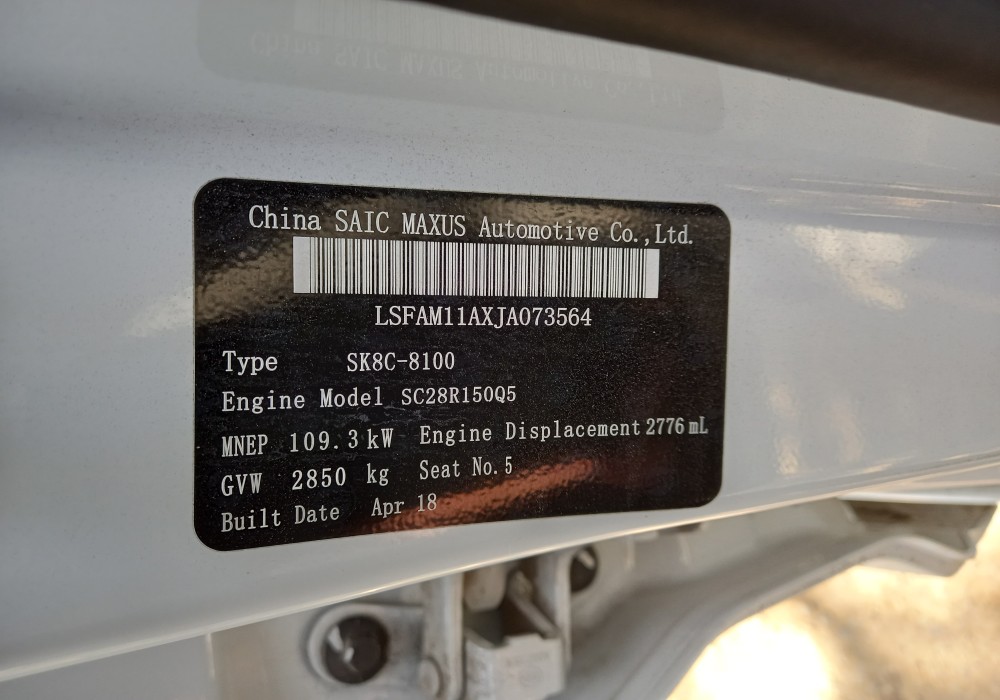 China SAIC MAXUS Automotive Co.,Ltd.
LSFAM11AXJA073564
Type SK8C-8100
Engine Model SC28R150Q5
MNEP 109.3 kW Engine Displacement 2776 mL
GVW 2850 kg Seat No. 5
Built Date Apr 18